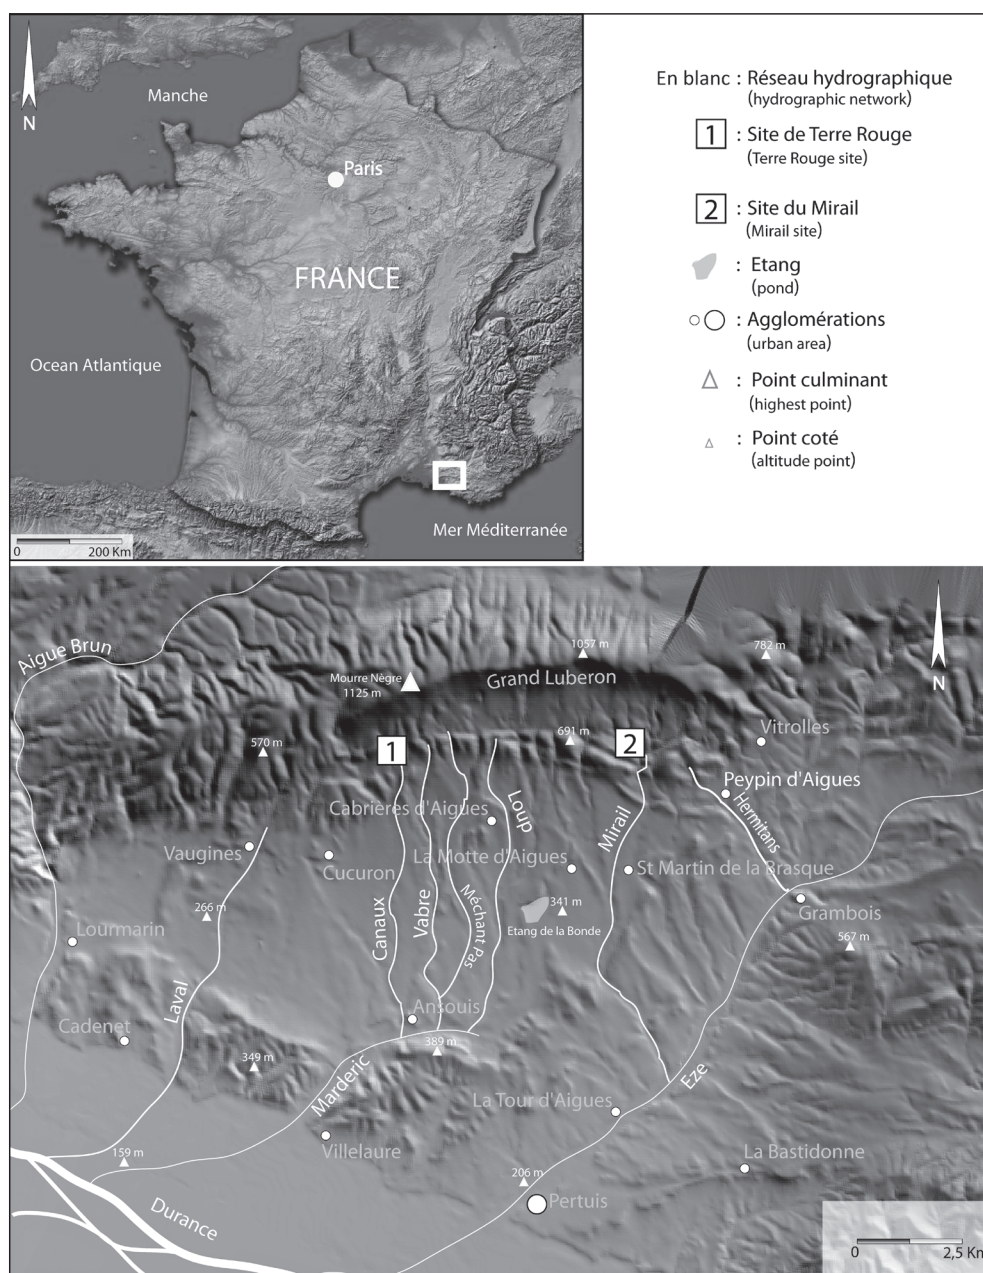 N
Manche
Paris
FRANCE
Ocean Atlantique
Mer Méditerranée
0 200 Km
En blanc : Réseau hydrographique
(hydrographic network)
1 : Site de Terre Rouge
(Terre Rouge site)
2 : Site du Mirail
(Mirail site)
: Etang
(pond)
: Agglomérations
(urban area)
: Point culminant
(highest point)
: Point coté
(altitude point)
Aigue Brun
1057 m
782 m
N
Mourre Nègre
1125 m
Grand Luberon
570 m
1
691 m
2
Vitrolles
Peypin d'Aigues
Hermitans
Cabrières d'Aigues
Loup
Mirail
Vaugines
Cucuron
La Motte d'Aigues
St Martin de la Brasque
Canaux
Vabre
Méchant Pas
341 m
Etang de la Bonde
Grambois
266 m
567 m
Lourmarin
Laval
Ansouis
Cadenet
389 m
349 m
Marderic
Eze
La Tour d'Aigues
Villelaure
159 m
La Bastidonne
206 m
Pertuis
Durance
0 2,5 Km